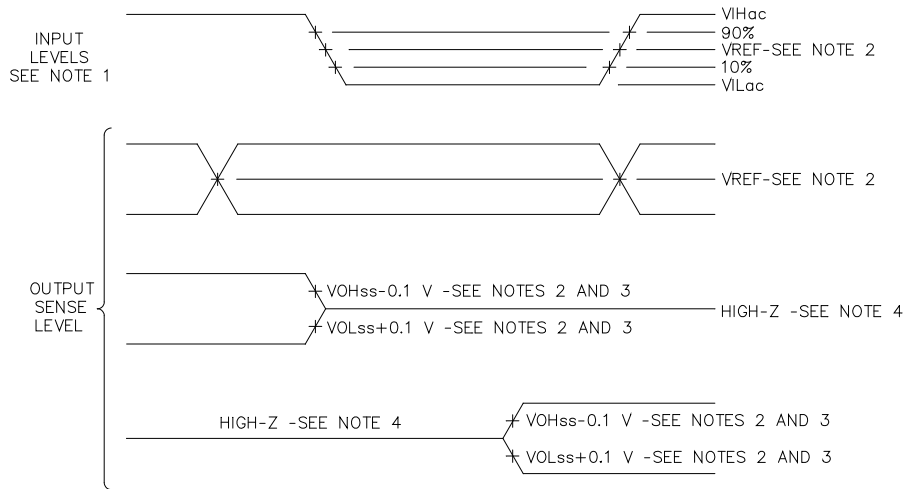 INPUT
LEVELS
SEE NOTE 1
VIHac
90%
VREF-SEE NOTE 2
10%
VILac
VREF-SEE NOTE 2
OUTPUT
SENSE
LEVEL
VOHss-0.1 V -SEE NOTES 2 AND 3
HIGH-Z -SEE NOTE 4
VOLss+0.1 V -SEE NOTES 2 AND 3
HIGH-Z -SEE NOTE 4
VOHss-0.1 V -SEE NOTES 2 AND 3
VOLss+0.1 V -SEE NOTES 2 AND 3